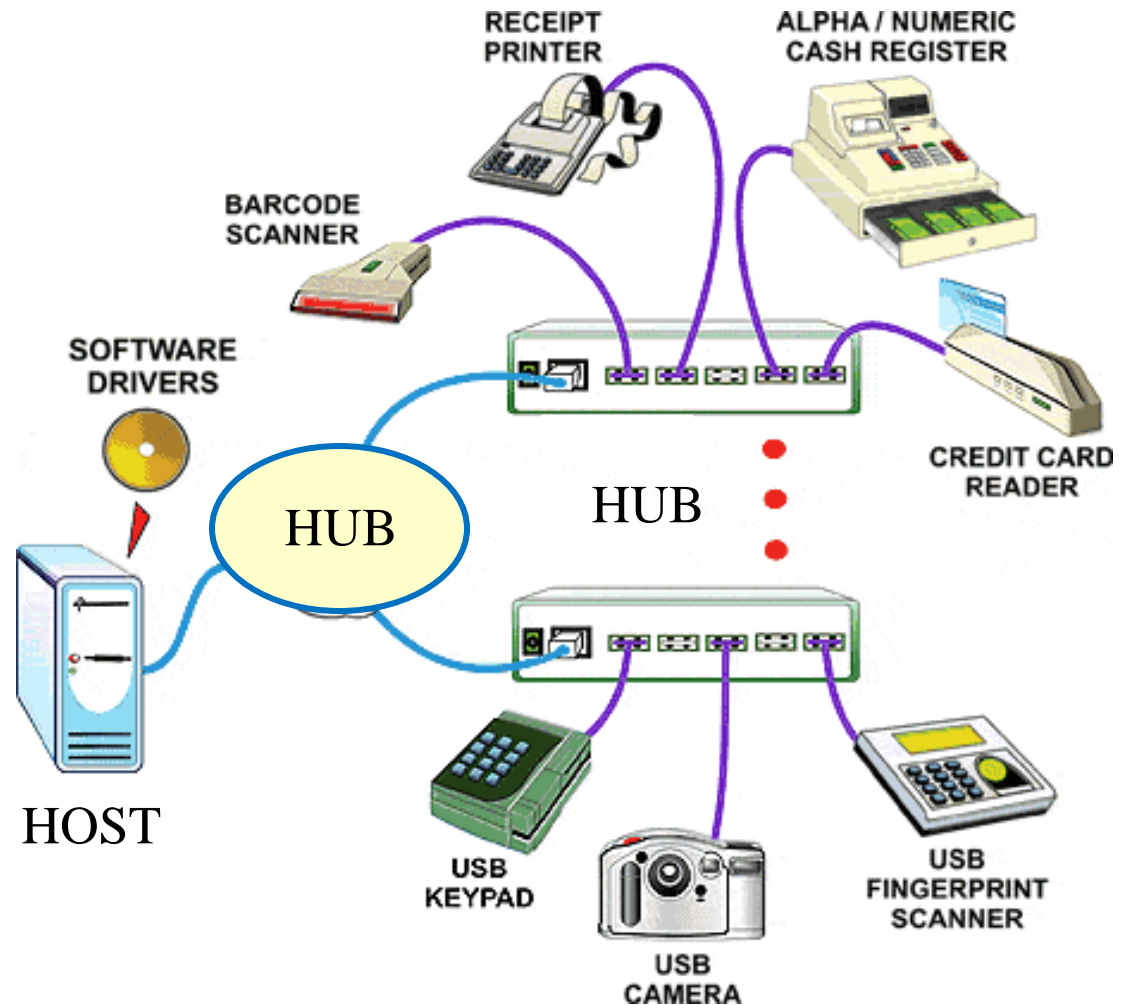 RECEIPT
PRINTER
ALPHA / NUMERIC
CASH REGISTER
BARCODE
SCANNER
SOFTWARE
DRIVERS
CREDIT CARD
READER
HUB
HUB
HOST
USB
KEYPAD
USB
CAMERA
USB
FINGERPRINT
SCANNER